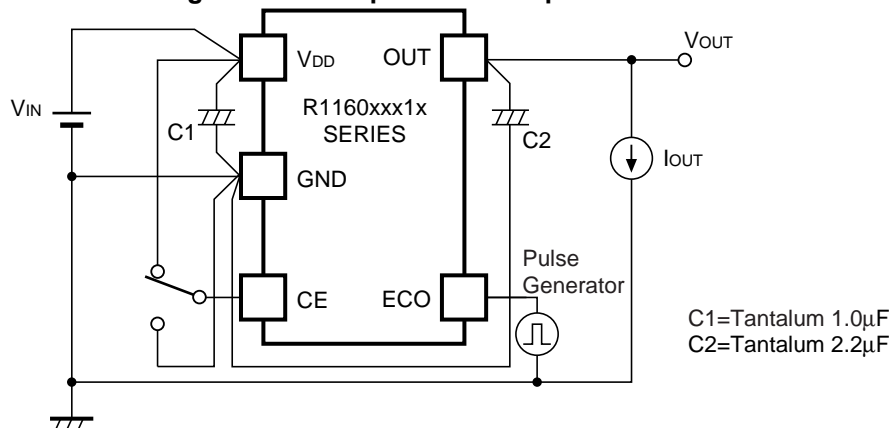 VDD
OUT
VOUT
VIN
R1160xxx1x
SERIES
C1
C2
IOUT
GND
Pulse
Generator
CE
ECO
C1=Tantalum 1.0μF
C2=Tantalum 2.2μF